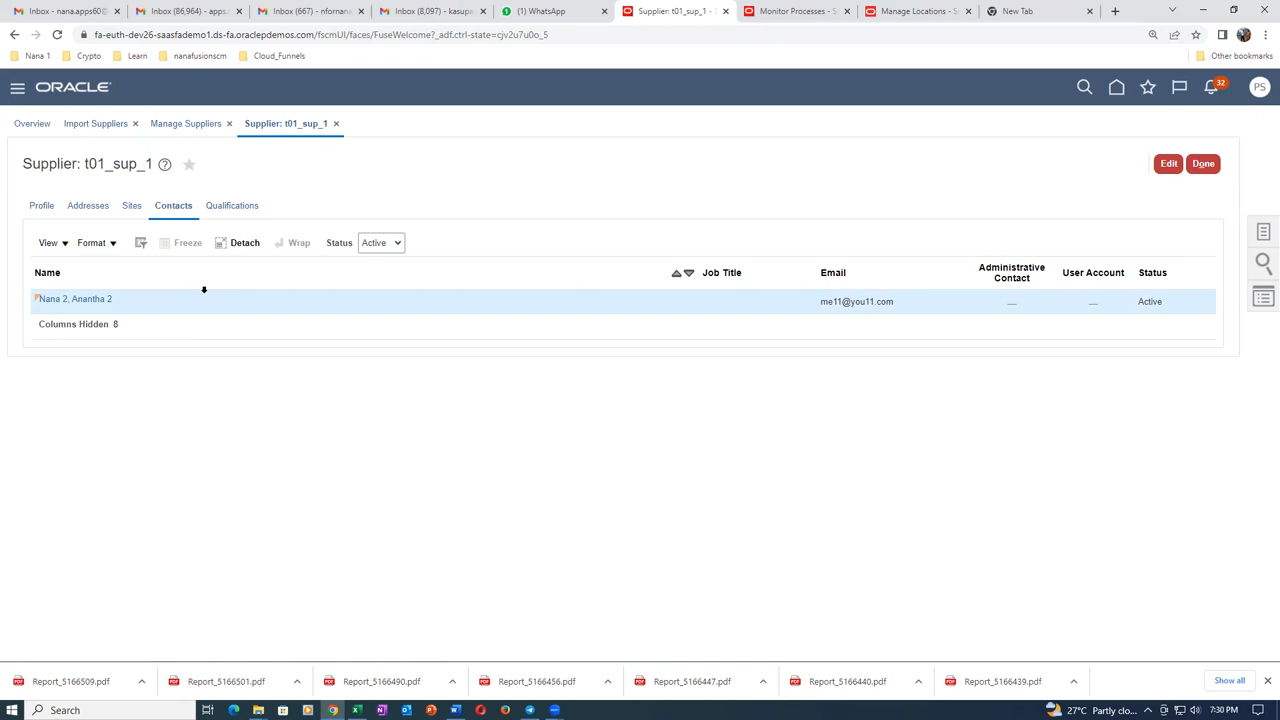 Inbox - nana.apps60@
Inbox (86,964) - apps.
Inbox (667) - nfornana
Inbox (8,097) - kasupa
(1) WhatsApp
Supplier: t01_sup_1 - S
Monitor Processes - S
Manage Locations - S
New Tab
fa-euth-dev26-saasfademo1.ds-fa.oraclepdemos.com/fscmUI/faces/FuseWelcome?_adf.ctrl-state=cjv2u7u0o_5
Nana 1
Crypto
Learn
nanafusionscm
Cloud_Funnels
Other bookmarks
ORACLE
32
PS
Overview
Import Suppliers
Manage Suppliers
Supplier: t01_sup_1
Supplier: t01_sup_1
Edit
Done
Profile
Addresses
Sites
Contacts
Qualifications
View
Format
Freeze
Detach
Wrap
Status
Active
Name
Job Title
Email
Administrative Contact
User Account
Status
Nana 2, Anantha 2
me11@you11.com
Active
Columns Hidden 8
Report_5166509.pdf
Report_5166501.pdf
Report_5166490.pdf
Report_5166456.pdf
Report_5166447.pdf
Report_5166440.pdf
Report_5166439.pdf
Show all
Search
27°C Partly clo...
7:30 PM